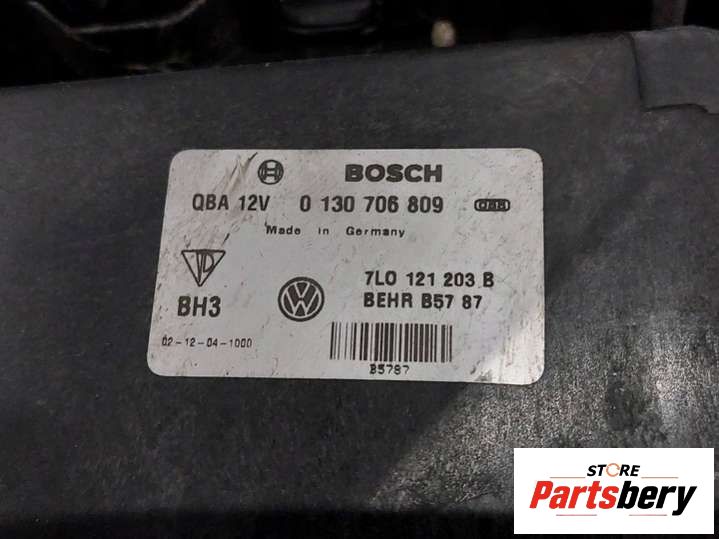 BOSCH
QBA 12V 0 130 706 809
Made in Germany
7L0 121 203 B
BH3 BEHR B57 87
02-12-04-1000
B5787
STORE
Partsbery